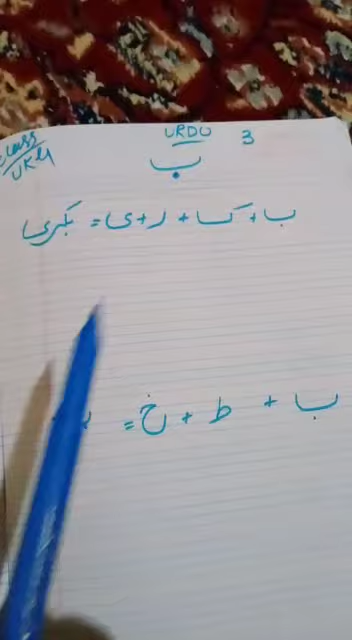 Class UKG
URDU 3
ب
ب + ک + ر + ی = بکری
ب + ط + خ =